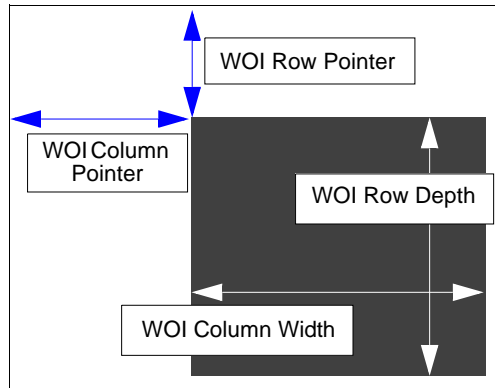 WOI Row Pointer
WOI Column
Pointer
WOI Row Depth
WOI Column Width